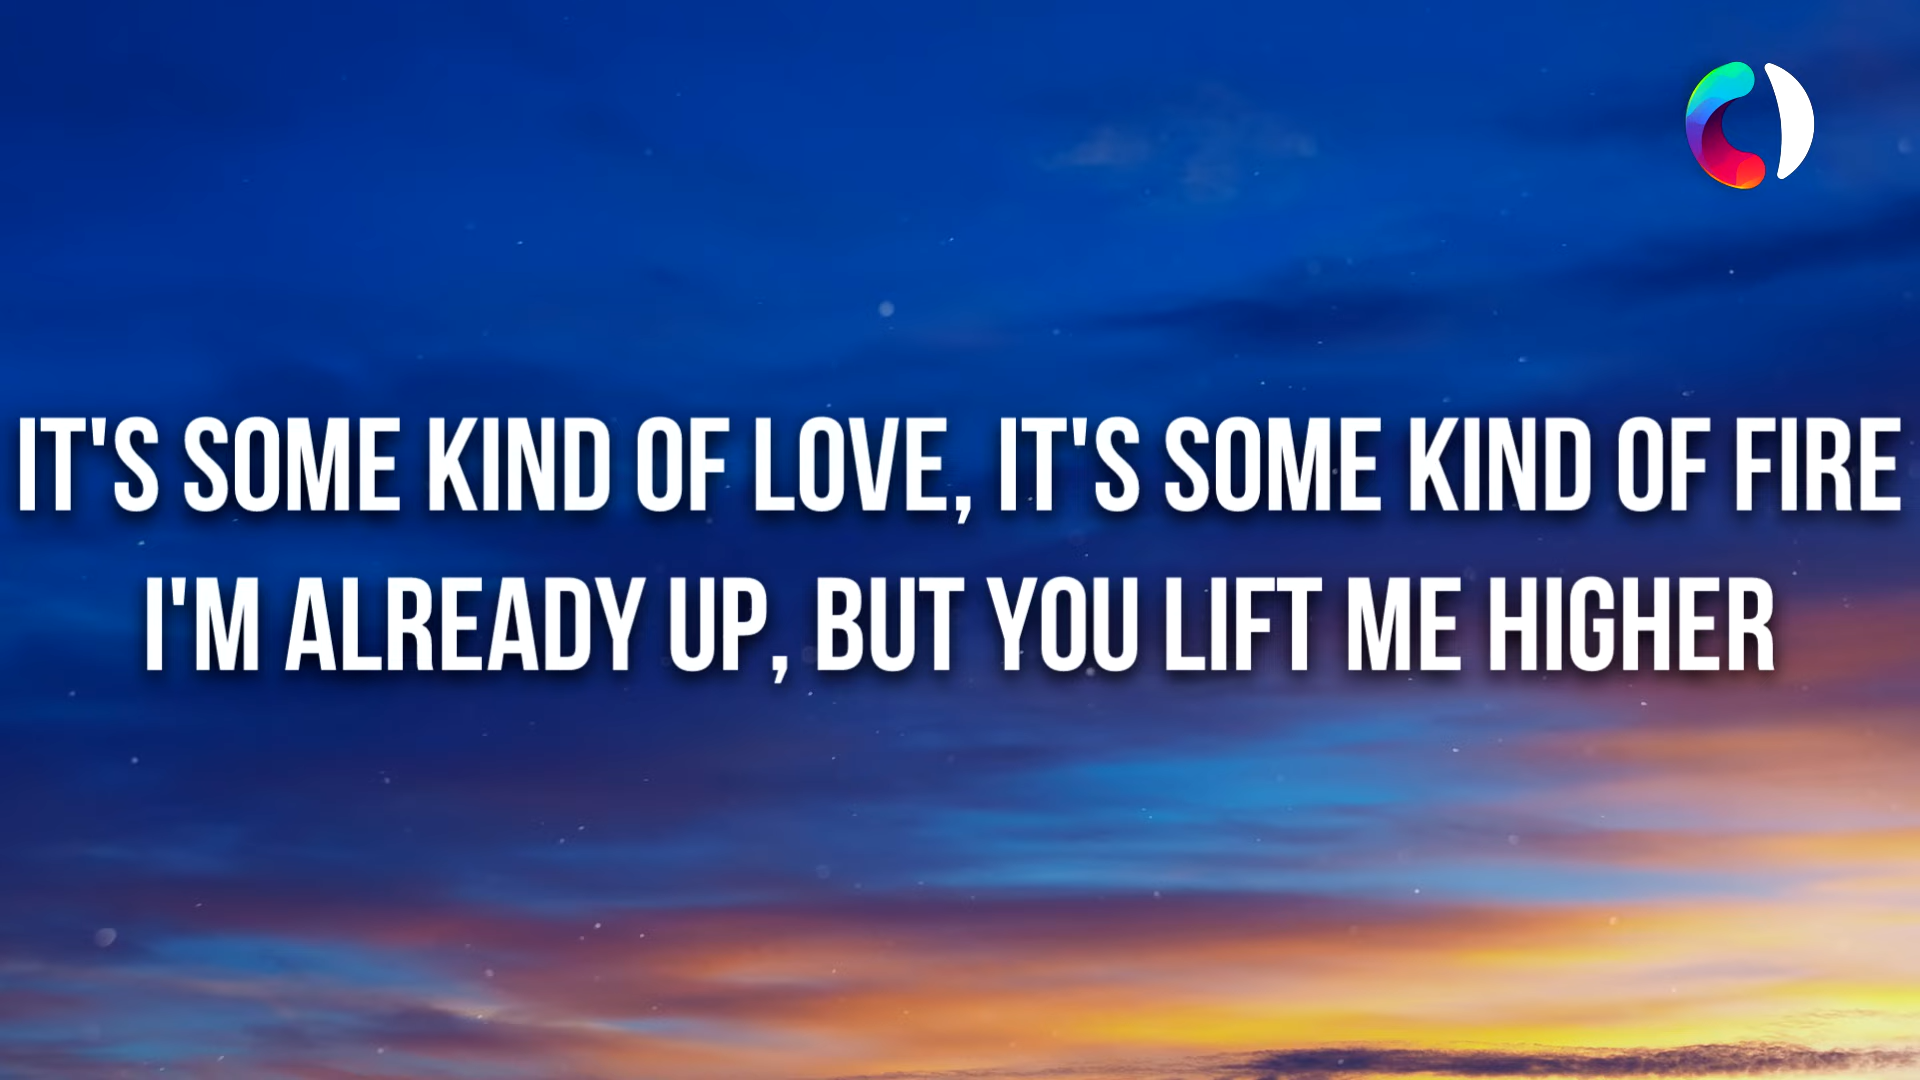 IT'S SOME KIND OF LOVE, IT'S SOME KIND OF FIRE
I'M ALREADY UP, BUT YOU LIFT ME HIGHER